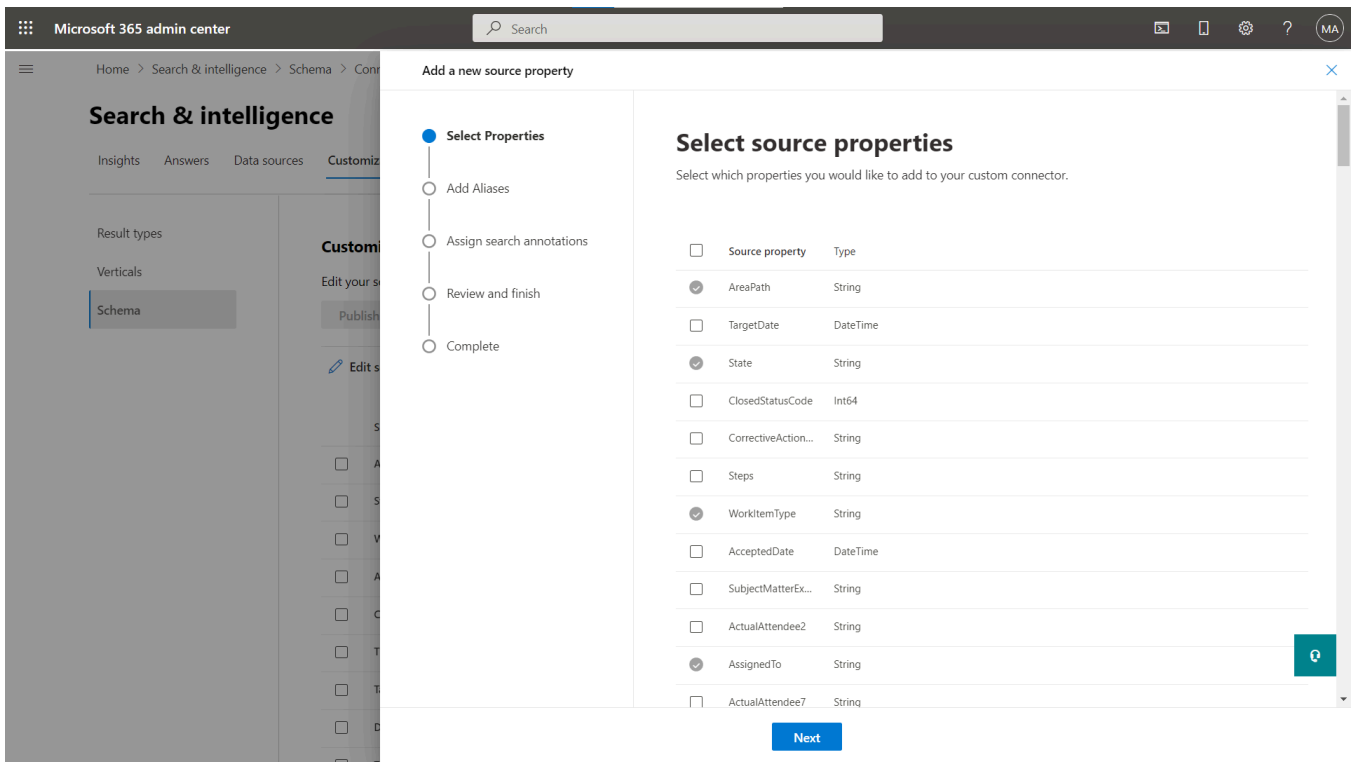 Microsoft 365 admin center
Search
MA
Home > Search & intelligence > Schema > Conn
Search & intelligence
Insights Answers Data sources Customiz
Result types
Verticals
Schema
Customi
Edit your s
Publish
Edit s
S
A
S
W
A
C
T
Ta
D
Add a new source property
Select Properties
Add Aliases
Assign search annotations
Review and finish
Complete
Select source properties
Select which properties you would like to add to your custom connector.
Source property Type
AreaPath String
TargetDate DateTime
State String
ClosedStatusCode Int64
CorrectiveAction... String
Steps String
WorkItemType String
AcceptedDate DateTime
SubjectMatterEx... String
ActualAttendee2 String
AssignedTo String
ActualAttendee7 String
Next